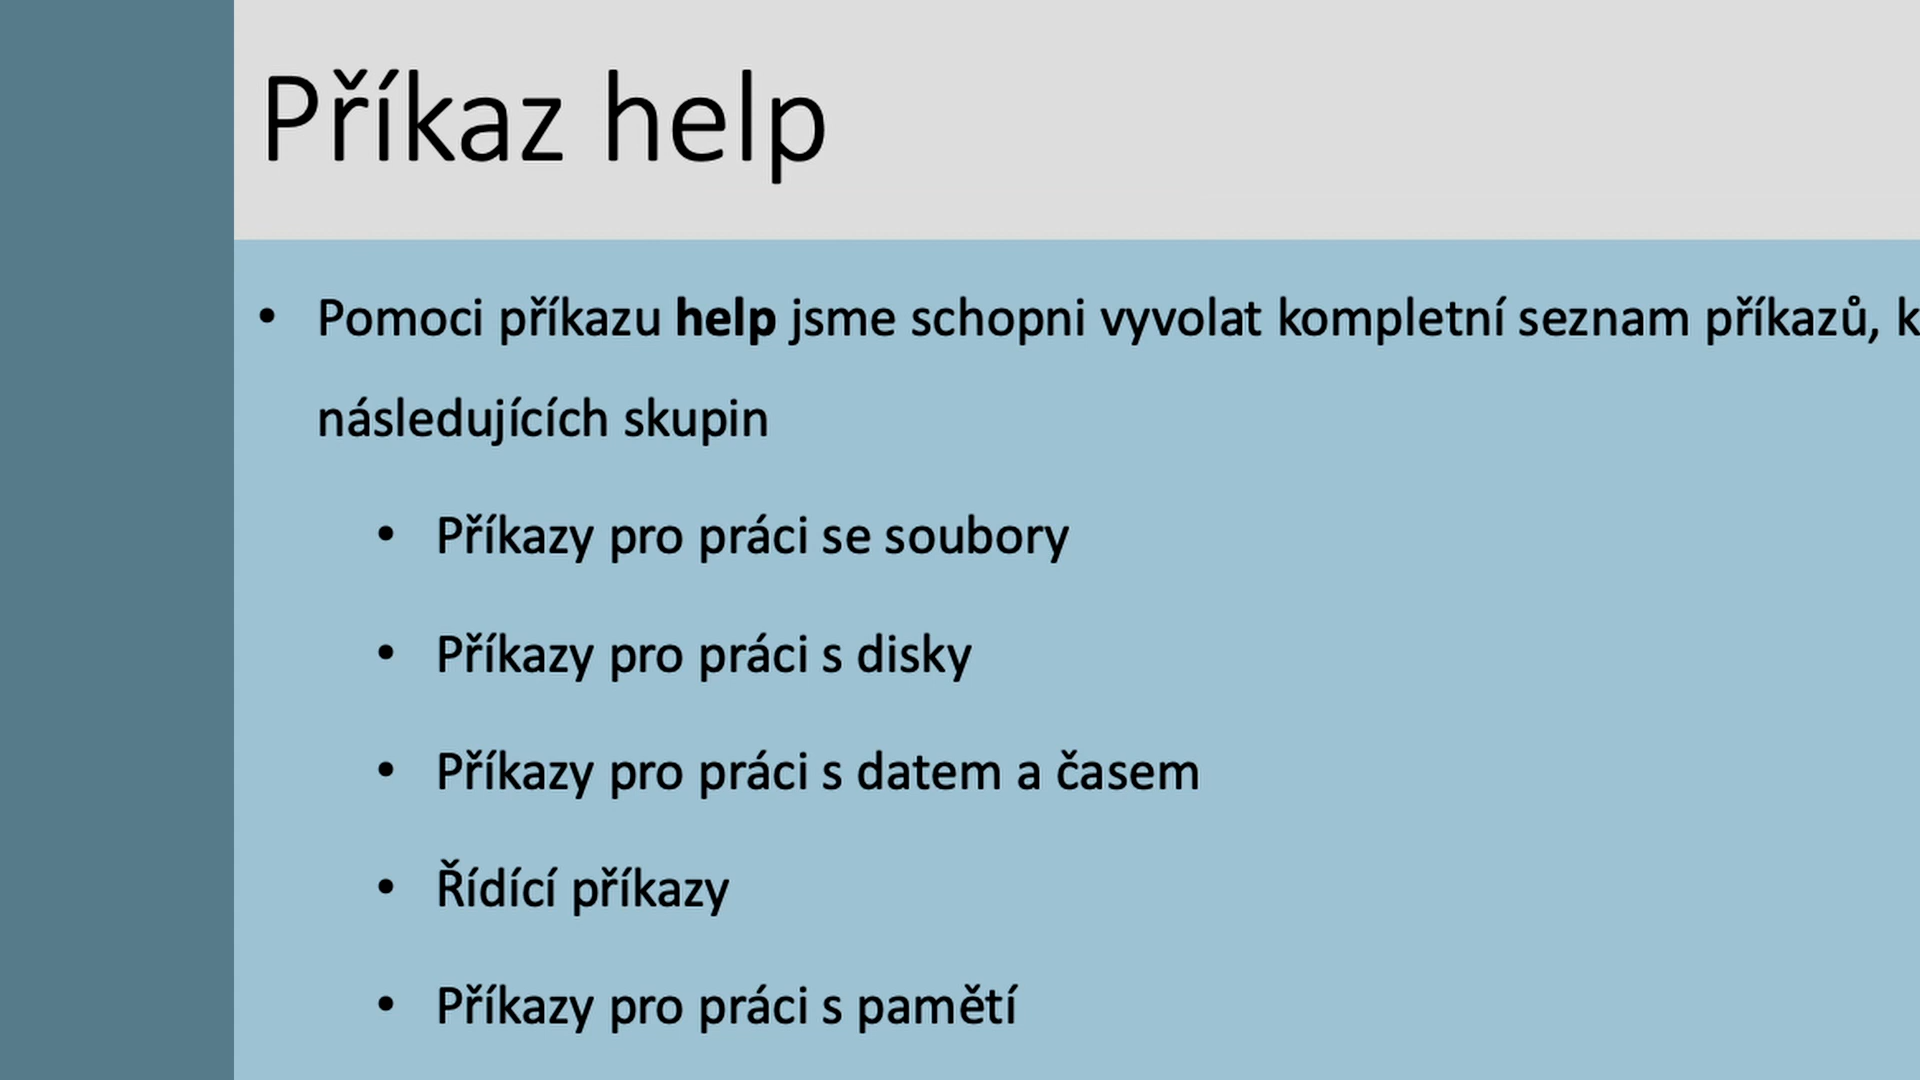 Příkaz help
• Pomoci příkazu help jsme schopni vyvolat kompletní seznam příkazů,
následujících skupin
• Příkazy pro práci se soubory
• Příkazy pro práci s disky
• Příkazy pro práci s datem a časem
• Řídící příkazy
• Příkazy pro práci s pamětí